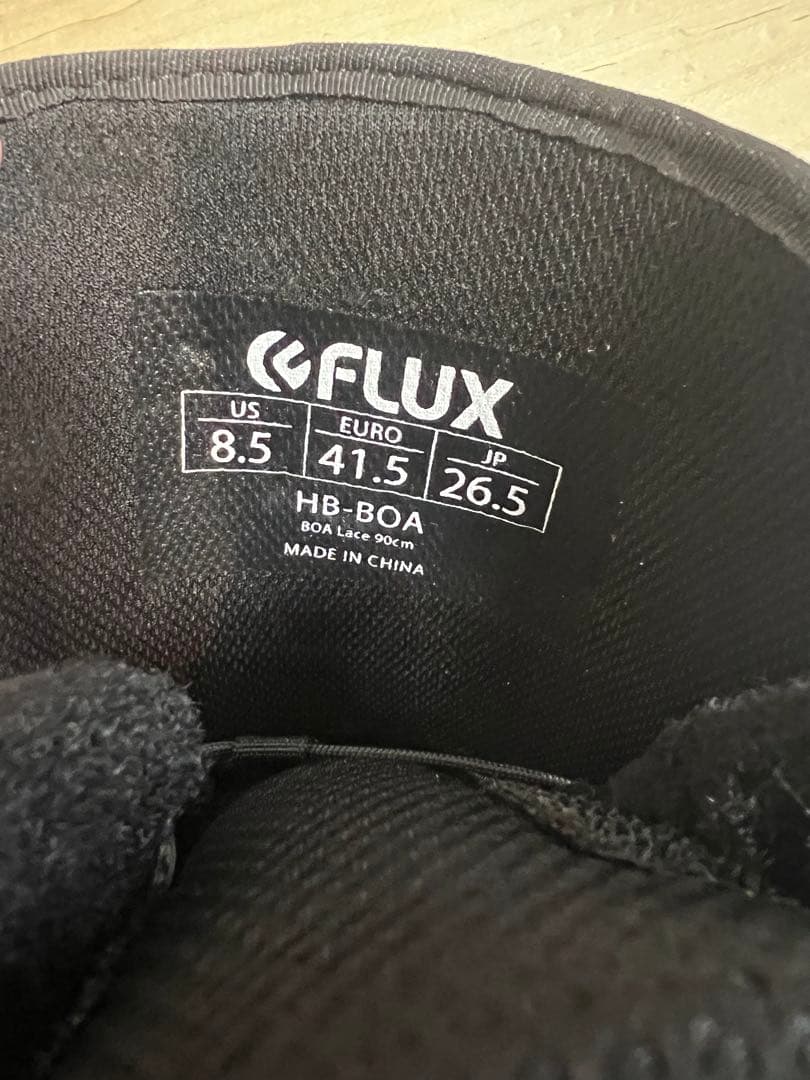 FLUX
US EURO JP
8.5 41.5 26.5
HB-BOA
BOA Lace 90cm
MADE IN CHINA